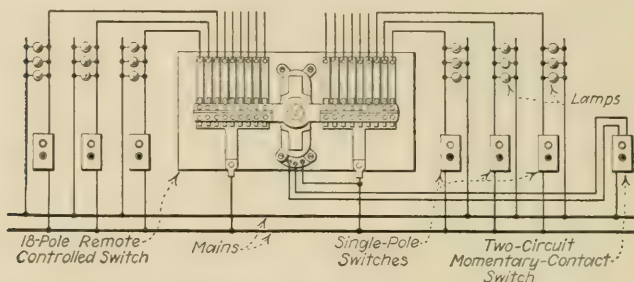 Lamps
18-Pole Remote-
Controlled Switch
Mains
Single-Pole
Switches
Two-Circuit
Momentary-Contact
Switch